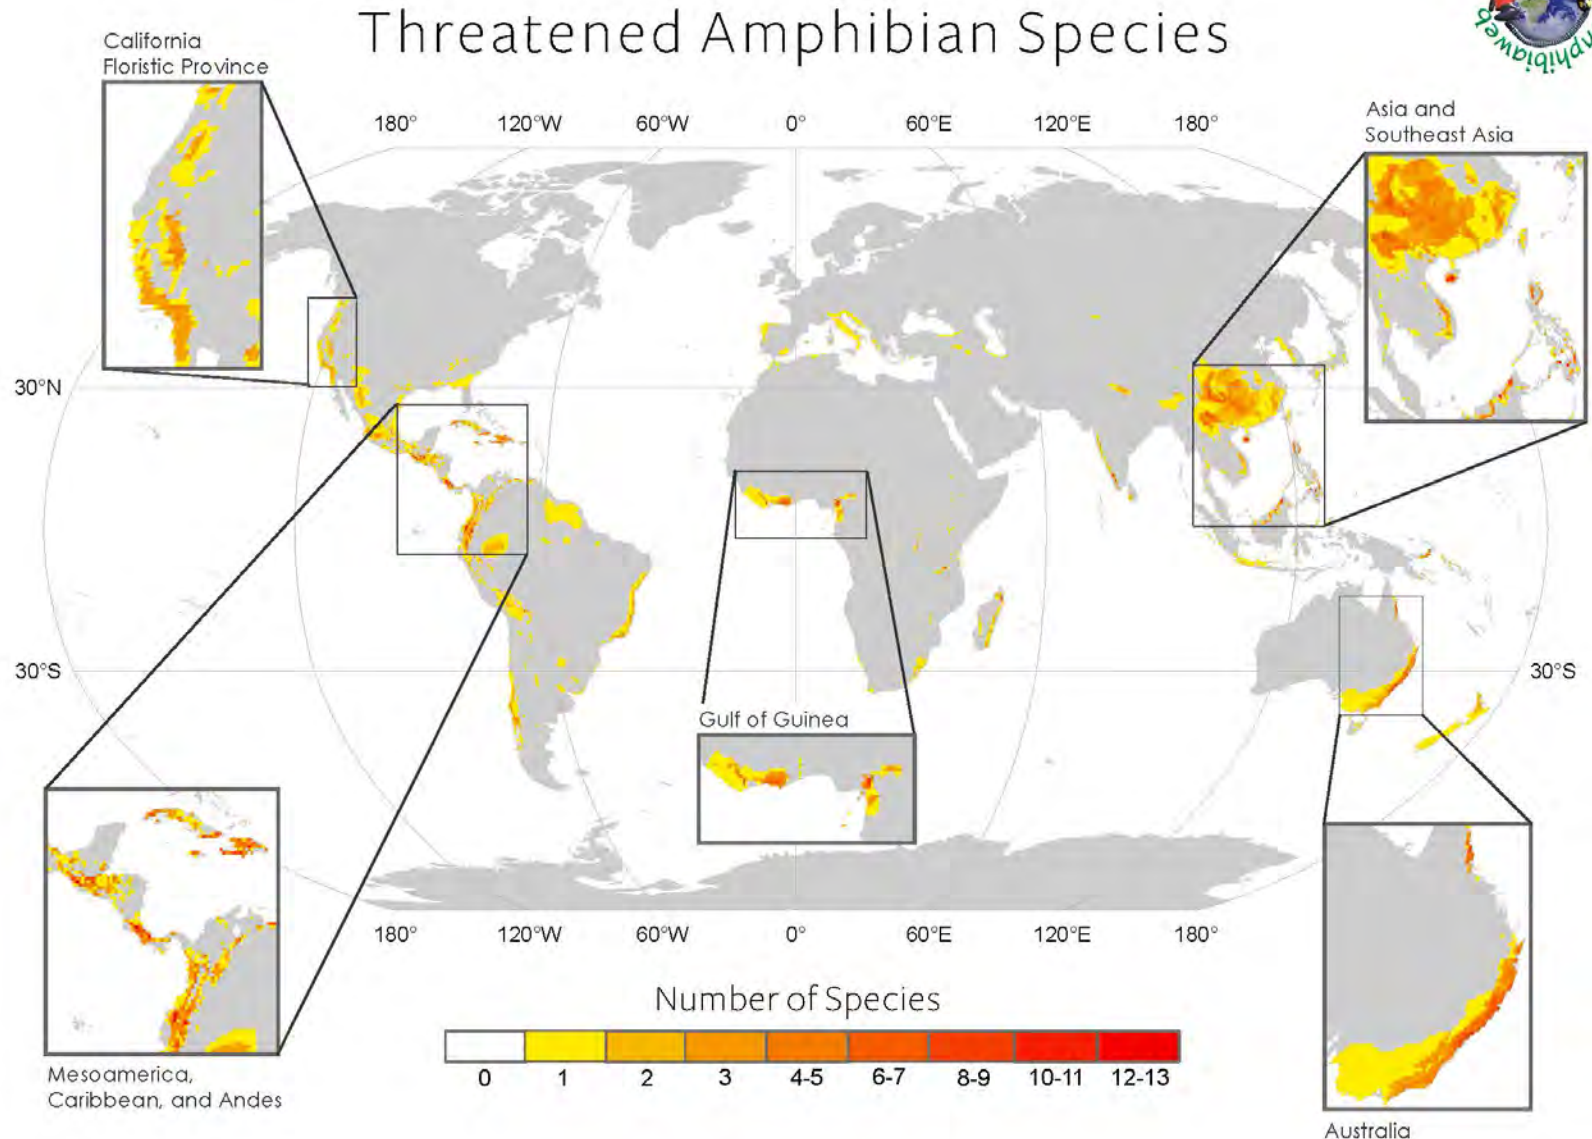 Threatened Amphibian Species
California
Floristic Province
180° 120°W 60°W 0° 60°E 120°E 180°
Asia and
Southeast Asia
30°N
30°S 30°S
Gulf of Guinea
180° 120°W 60°W 0° 60°E 120°E 180°
Mesoamerica,
Caribbean, and Andes
Number of Species
0 1 2 3 4-5 6-7 8-9 10-11 12-13
Australia